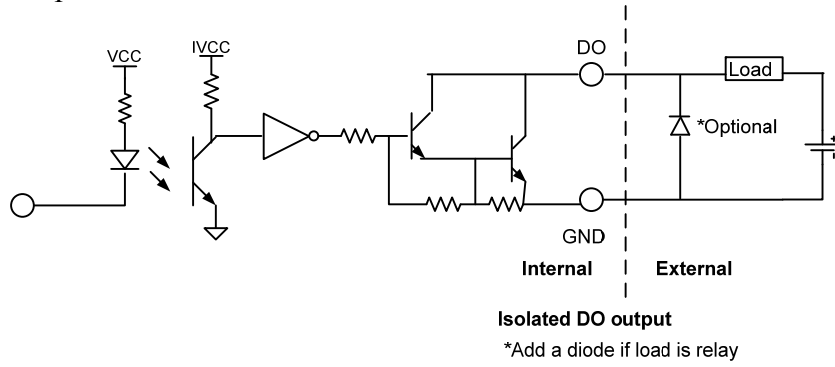 DO
IVCC
VCC
Load
*Optional
GND
Internal
External
Isolated DO output
*Add a diode if load is relay